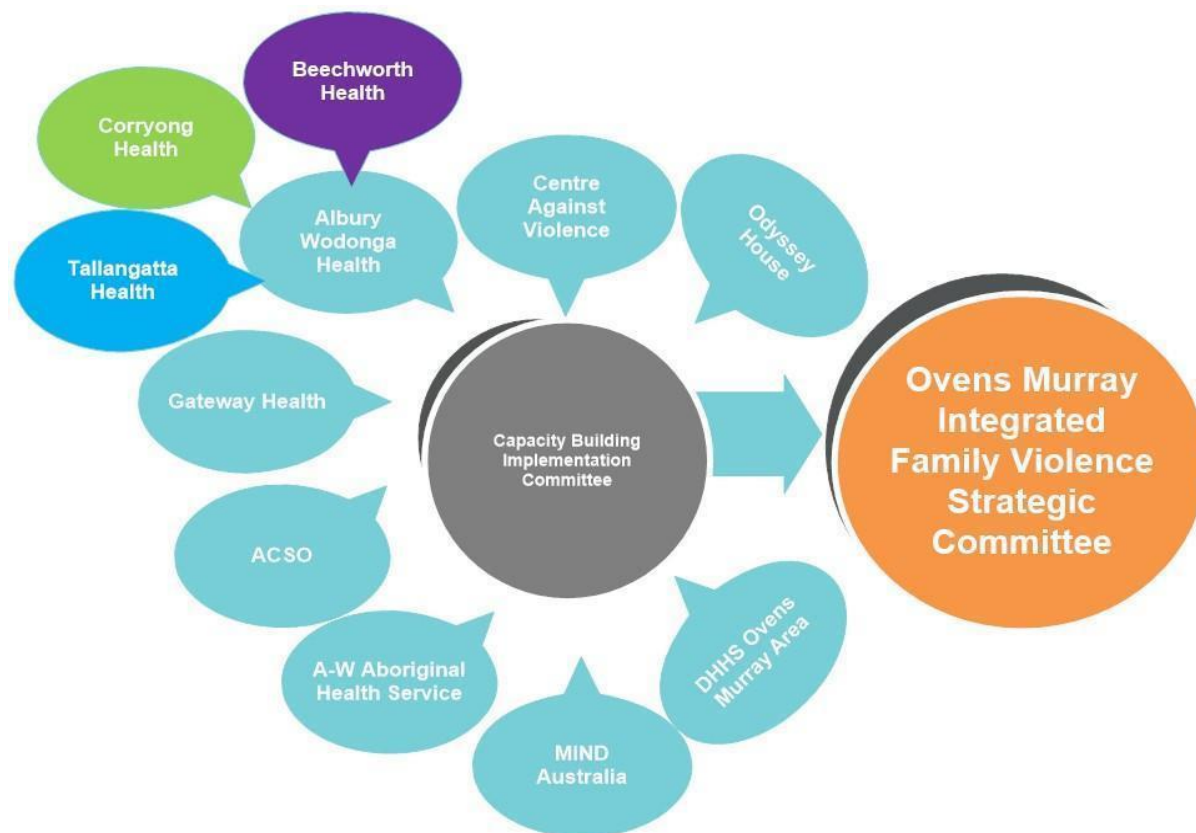 Beechworth
Health
Corryong
Health
Tallangatta
Health
Albury
Wodonga
Health
Centre
Against
Violence
Odyssey
House
Gateway Health
Capacity Building
Implementation
Committee
Ovens Murray
Integrated
Family Violence
Strategic
Committee
ACSO
A-W Aboriginal
Health Service
MIND
Australia
DHHS Ovens
Murray Area